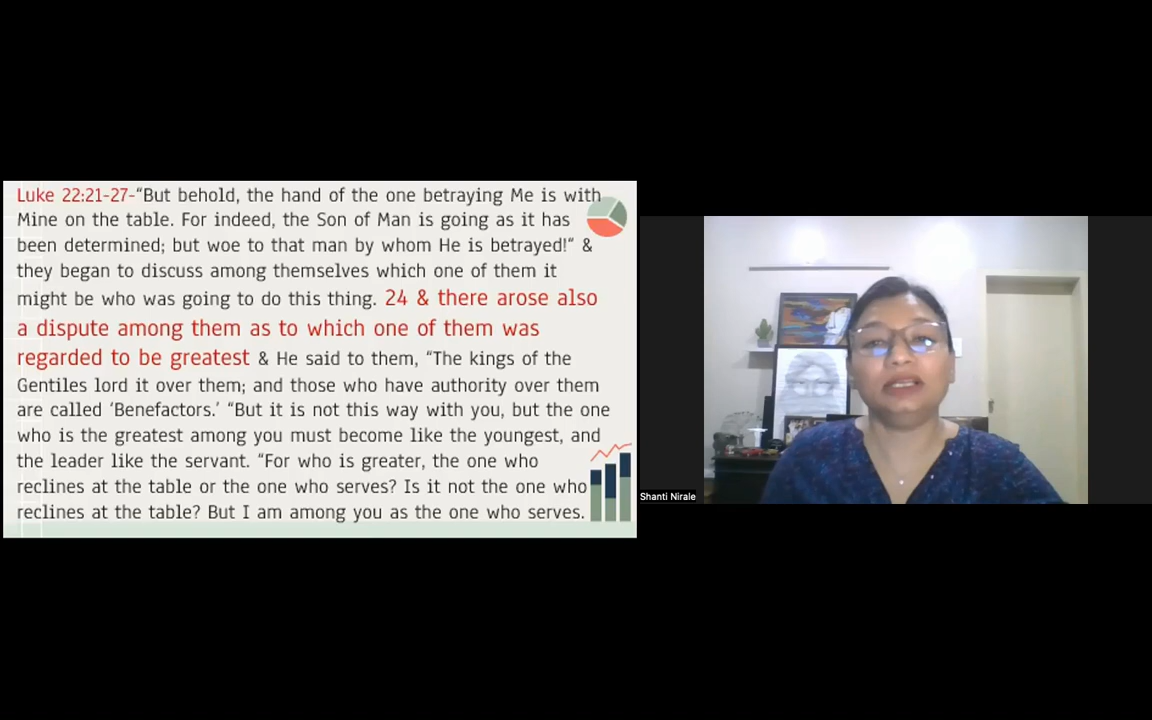 Luke 22:21-27-“But behold, the hand of the one betraying Me is with
Mine on the table. For indeed, the Son of Man is going as it has
been determined; but woe to that man by whom He is betrayed!” &
they began to discuss among themselves which one of them it
might be who was going to do this thing. 24 & there arose also
a dispute among them as to which one of them was
regarded to be greatest & He said to them, “The kings of the
Gentiles lord it over them; and those who have authority over them
are called ‘Benefactors.’ “But it is not this way with you, but the one
who is the greatest among you must become like the youngest, and
the leader like the servant. “For who is greater, the one who
reclines at the table or the one who serves? Is it not the one who
reclines at the table? But I am among you as the one who serves.
Shanti Nirale